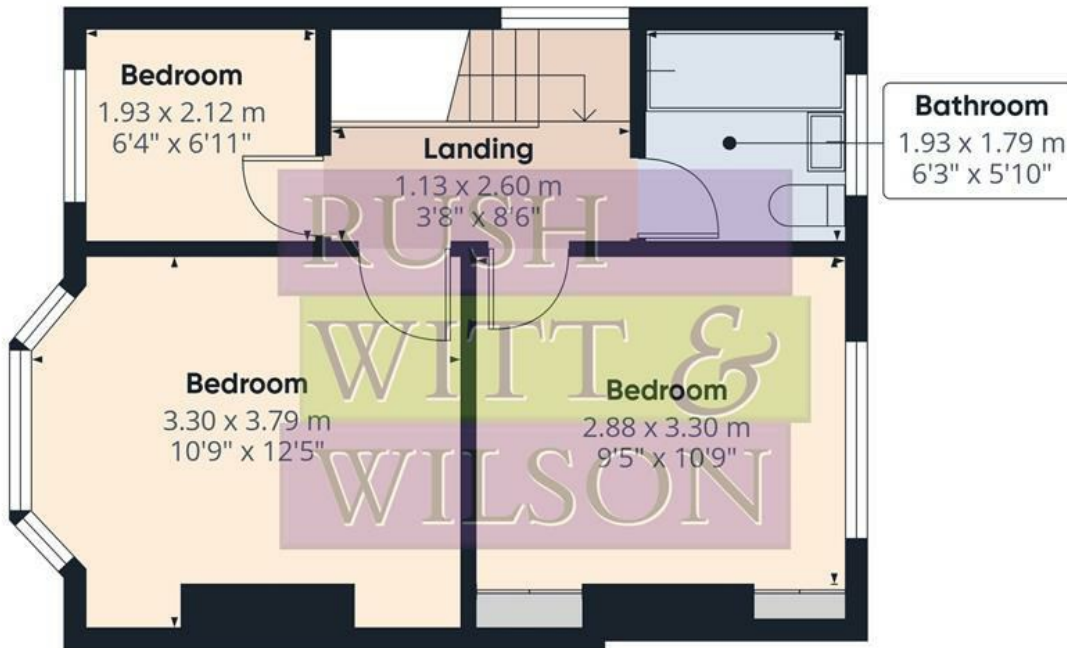 Bedroom
1.93 x 2.12 m
6'4" x 6'11"
Landing
1.13 x 2.60 m
3'8" x 8'6"
Bathroom
1.93 x 1.79 m
6'3" x 5'10"
RUSH
WITT &
WILSON
Bedroom
3.30 x 3.79 m
10'9" x 12'5"
Bedroom
2.88 x 3.30 m
9'5" x 10'9"